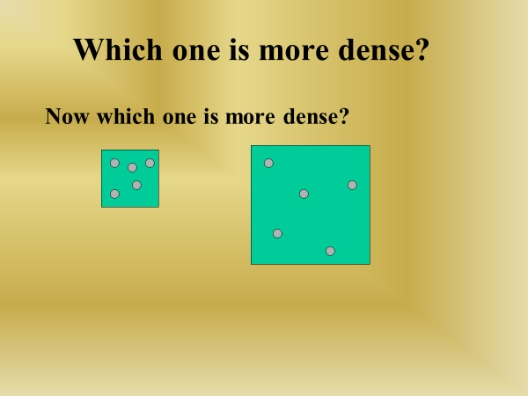 Which one is more dense?
Now which one is more dense?